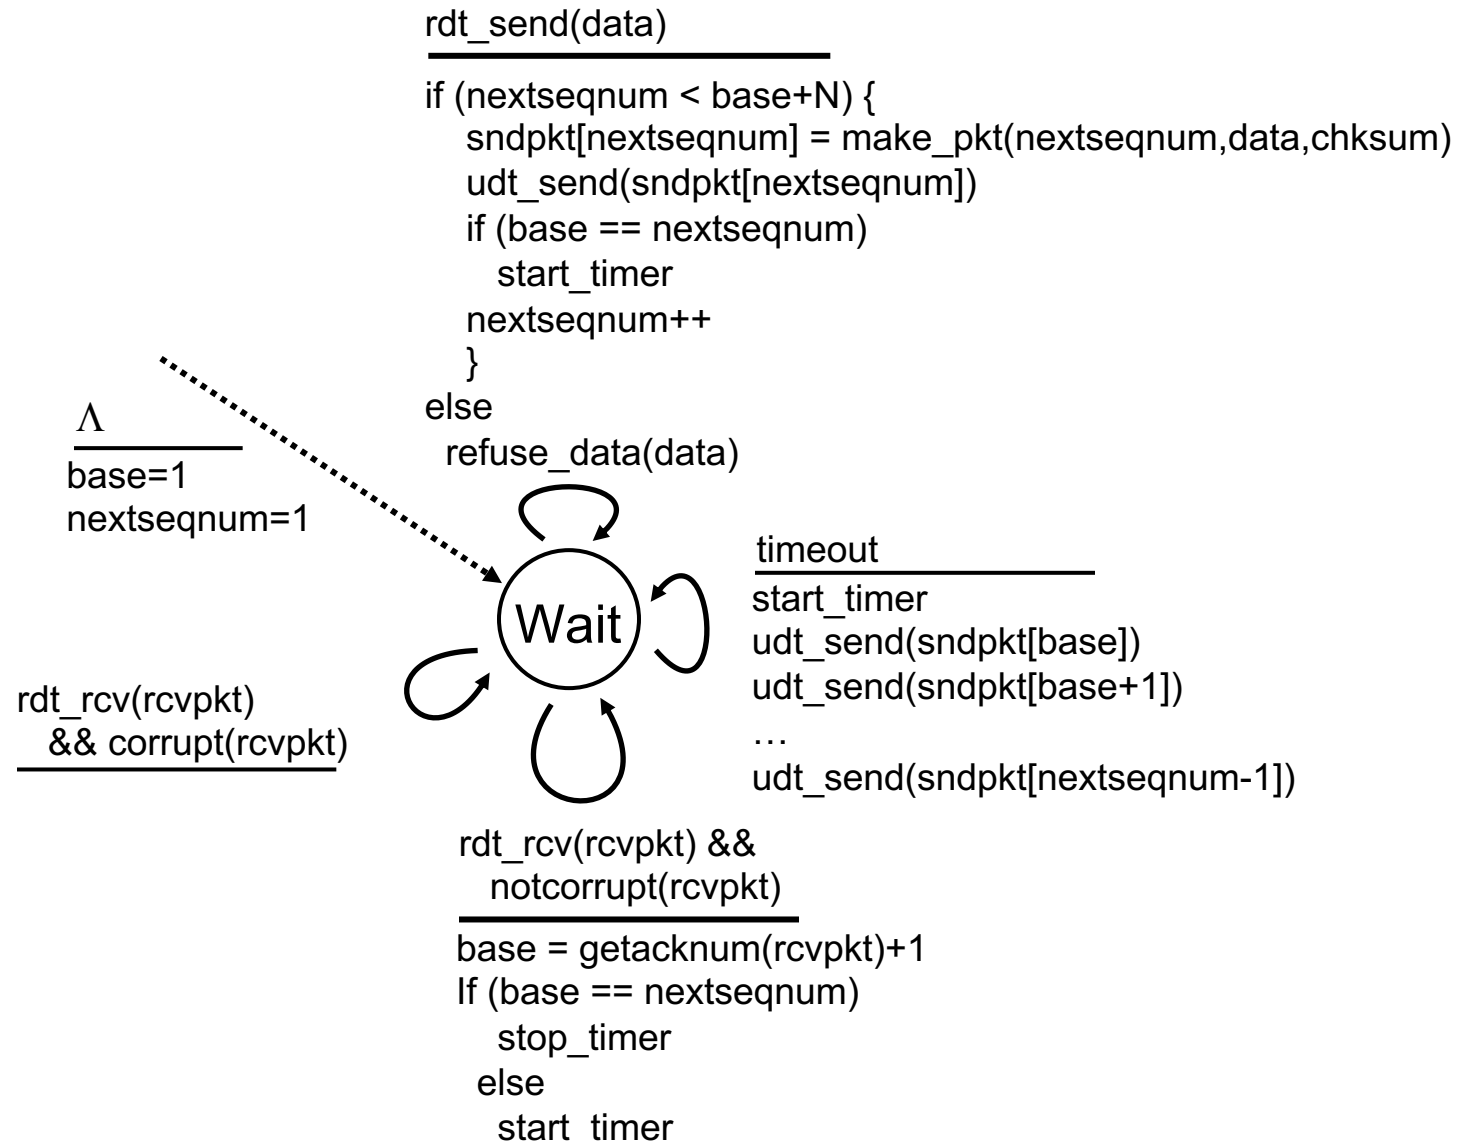 rdt_send(data)
if (nextseqnum < base+N) {
sndpkt[nextseqnum] = make_pkt(nextseqnum,data,chksum)
udt_send(sndpkt[nextseqnum])
if (base == nextseqnum)
start_timer
nextseqnum++
}
else
refuse_data(data)
Λ
base=1
nextseqnum=1
Wait
timeout
start_timer
udt_send(sndpkt[base])
udt_send(sndpkt[base+1])
…
udt_send(sndpkt[nextseqnum-1])
rdt_rcv(rcvpkt)
&& corrupt(rcvpkt)
rdt_rcv(rcvpkt) &&
notcorrupt(rcvpkt)
base = getacknum(rcvpkt)+1
If (base == nextseqnum)
stop_timer
else
start_timer